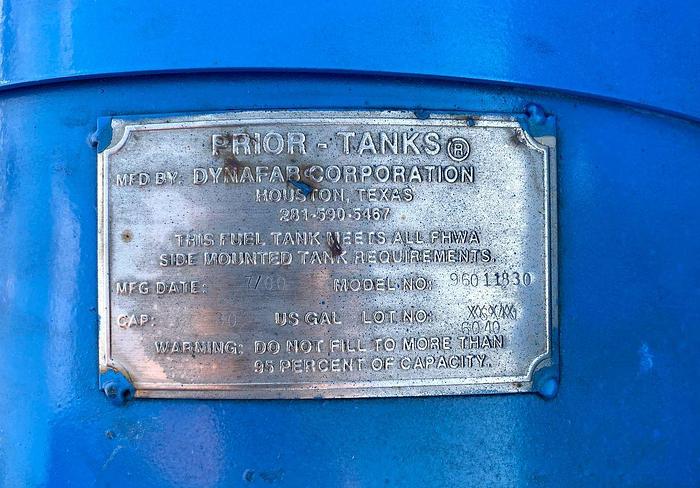 PRIOR - TANKS®
MFD BY: DYNAFAB CORPORATION
HOUSTON, TEXAS
281-590-5467
THIS FUEL TANK MEETS ALL FHWA
SIDE MOUNTED TANK REQUIREMENTS.
MFG DATE: 7/00 MODEL NO:
CAP: US GAL LOT NO:
6040
WARNING: DO NOT FILL TO MORE THAN
95 PERCENT OF CAPACITY.